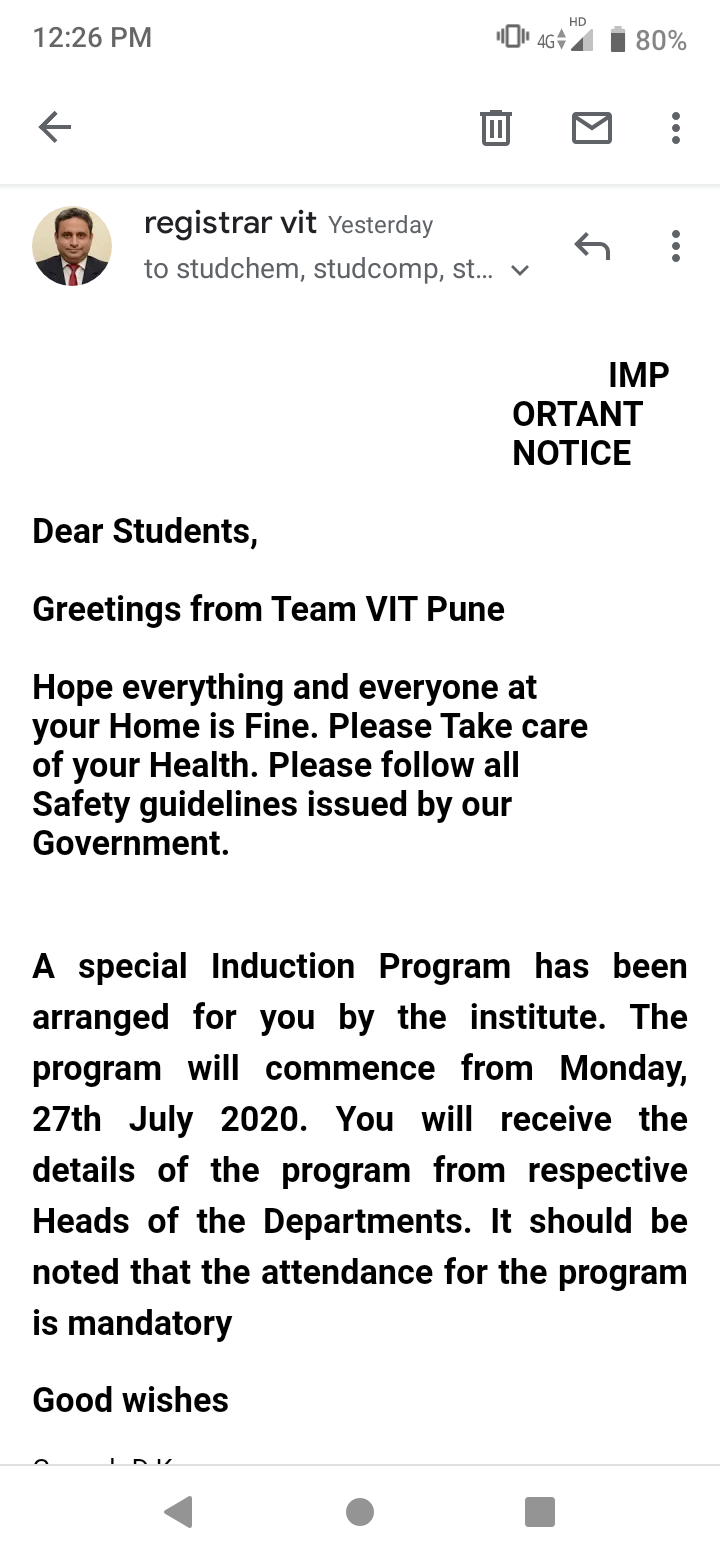 12:26 PM
4G HD 80%
registrar vit Yesterday
to studchem, studcomp, st...
IMP
ORTANT
NOTICE
Dear Students,
Greetings from Team VIT Pune
Hope everything and everyone at
your Home is Fine. Please Take care
of your Health. Please follow all
Safety guidelines issued by our
Government.
A special Induction Program has been
arranged for you by the institute. The
program will commence from Monday,
27th July 2020. You will receive the
details of the program from respective
Heads of the Departments. It should be
noted that the attendance for the program
is mandatory
Good wishes